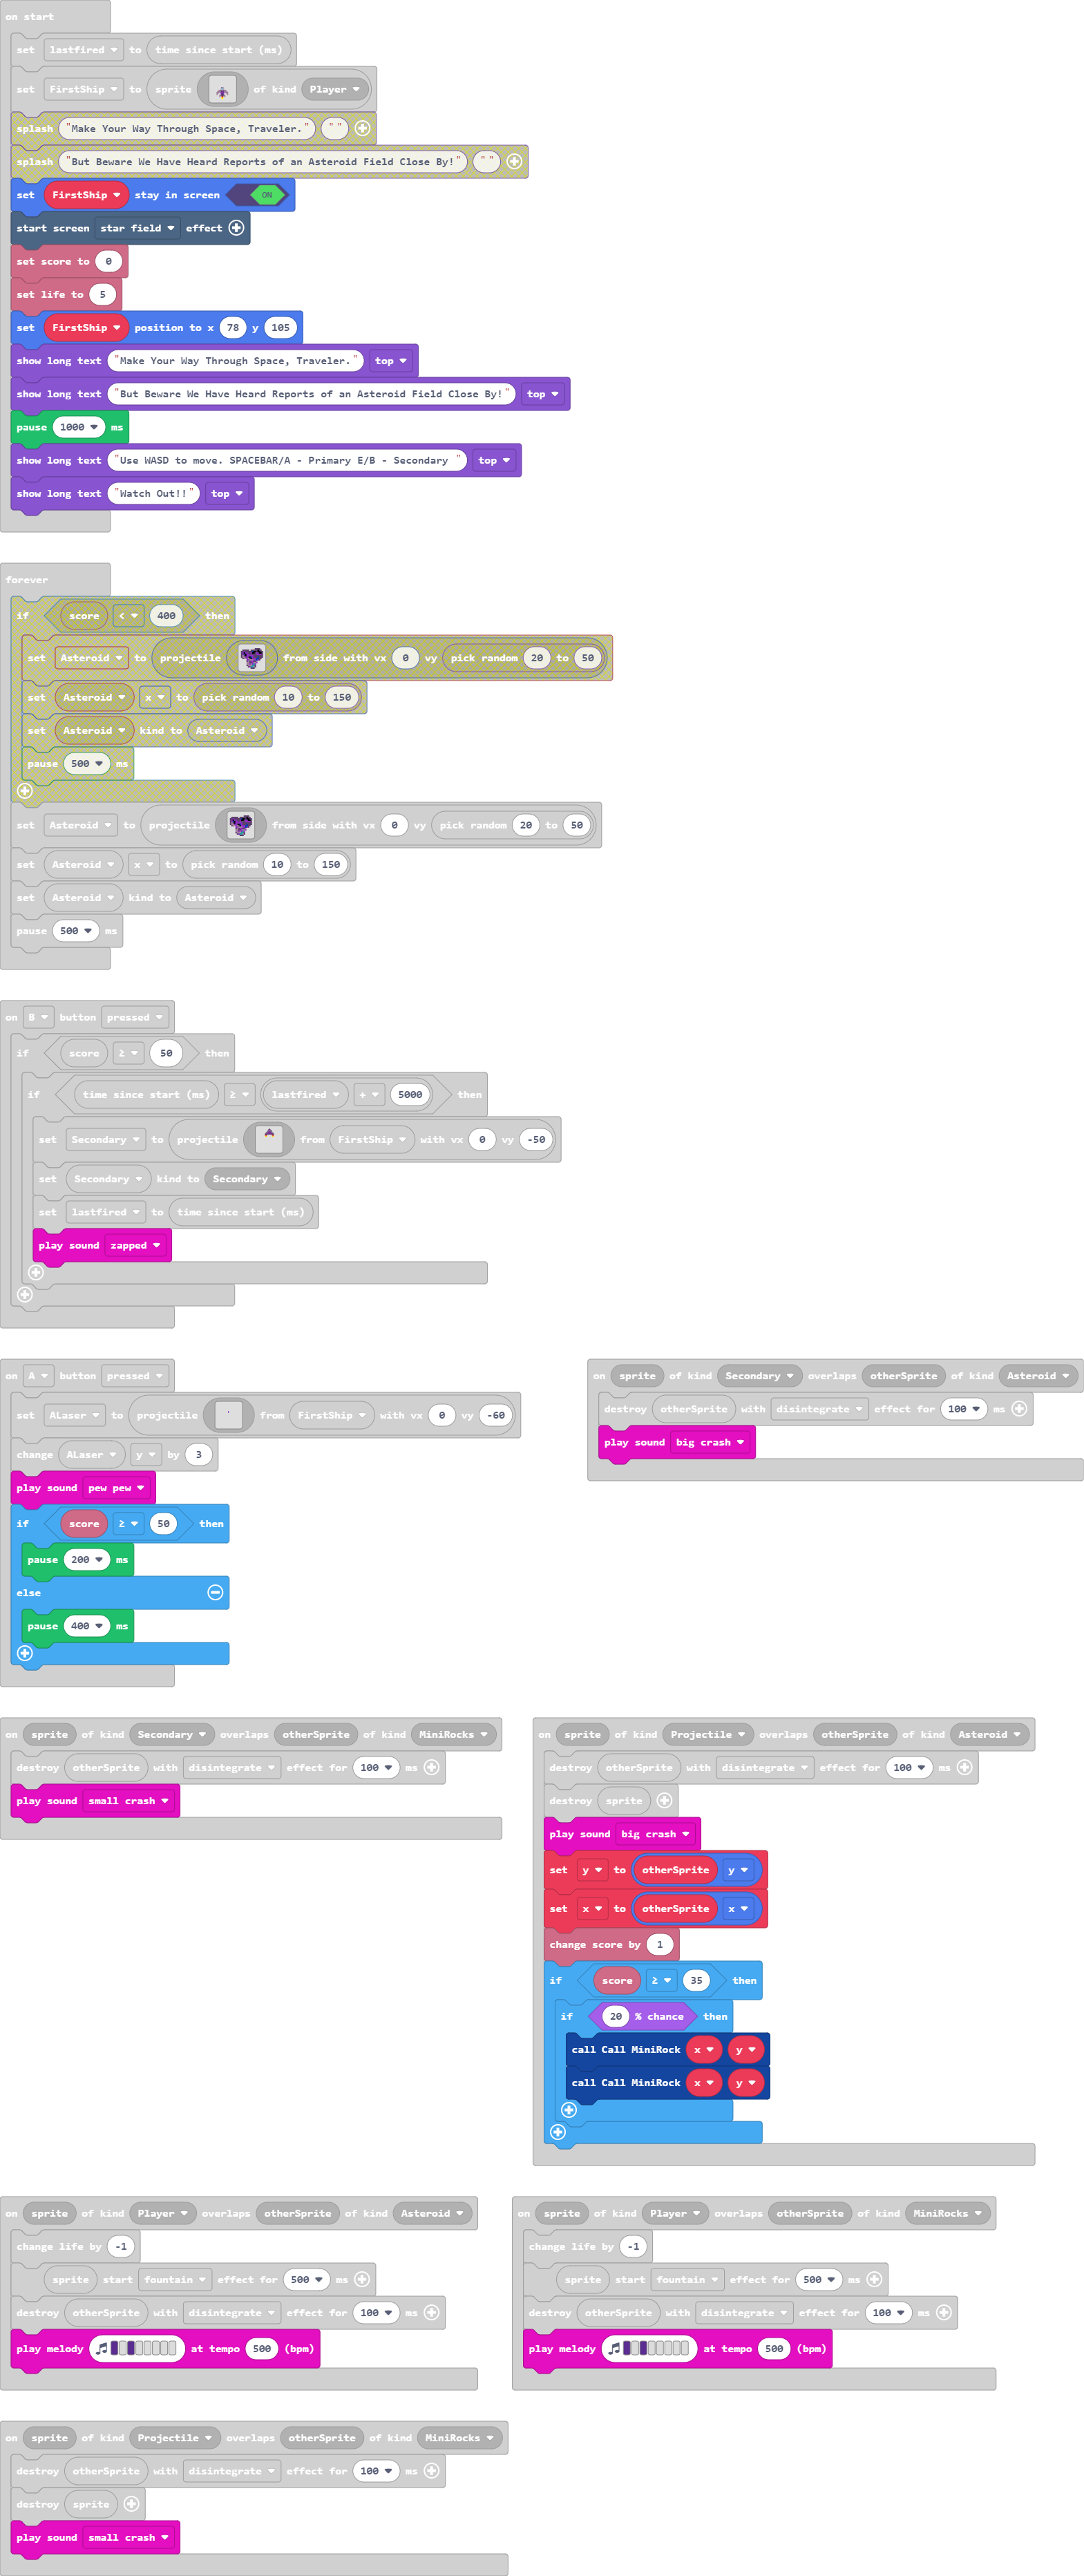 on start
set lastfired to time since start (ms)
set FirstShip to sprite of kind Player
splash "Make Your Way Through Space, Traveler." ""
splash "But Beware We Have Heard Reports of an Asteroid Field Close By!" ""
set FirstShip stay in screen ON
start screen star field effect
set score to 0
set life to 5
set FirstShip position to x 78 y 105
show long text "Make Your Way Through Space, Traveler." top
show long text "But Beware We Have Heard Reports of an Asteroid Field Close By!" top
pause 1000 ms
show long text "Use WASD to move. SPACEBAR/A - Primary E/B - Secondary " top
show long text "Watch Out!!" top
forever
if score < 400 then
set Asteroid to projectile from side with vx 0 vy pick random 20 to 50
set Asteroid x to pick random 10 to 150
set Asteroid kind to Asteroid
pause 500 ms
set Asteroid to projectile from side with vx 0 vy pick random 20 to 50
set Asteroid x to pick random 10 to 150
set Asteroid kind to Asteroid
pause 500 ms
on B button pressed
if score ≥ 50 then
if time since start (ms) ≥ lastfired + 5000 then
set Secondary to projectile from FirstShip with vx 0 vy -50
set Secondary kind to Secondary
set lastfired to time since start (ms)
play sound zapped
on A button pressed
set ALaser to projectile from FirstShip with vx 0 vy -60
change ALaser y by 3
play sound pew pew
if score ≥ 50 then
pause 200 ms
else
pause 400 ms
on sprite of kind Secondary overlaps otherSprite of kind Asteroid
destroy otherSprite with disintegrate effect for 100 ms
play sound big crash
on sprite of kind Secondary overlaps otherSprite of kind MiniRocks
destroy otherSprite with disintegrate effect for 100 ms
play sound small crash
on sprite of kind Projectile overlaps otherSprite of kind Asteroid
destroy otherSprite with disintegrate effect for 100 ms
destroy sprite
play sound big crash
set y to otherSprite y
set x to otherSprite x
change score by 1
if score ≥ 35 then
if 20 % chance then
call Call MiniRock x y
call Call MiniRock x y
on sprite of kind Player overlaps otherSprite of kind Asteroid
change life by -1
sprite start fountain effect for 500 ms
destroy otherSprite with disintegrate effect for 100 ms
play melody at tempo 500 (bpm)
on sprite of kind Player overlaps otherSprite of kind MiniRocks
change life by -1
sprite start fountain effect for 500 ms
destroy otherSprite with disintegrate effect for 100 ms
play melody at tempo 500 (bpm)
on sprite of kind Projectile overlaps otherSprite of kind MiniRocks
destroy otherSprite with disintegrate effect for 100 ms
destroy sprite
play sound small crash